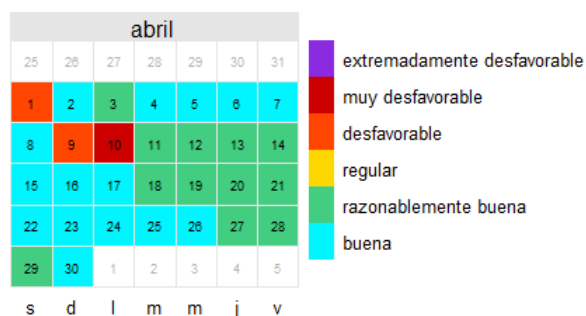 abril
25 26 27 28 29 30 31
1 2 3 4 5 6 7
8 9 10 11 12 13 14
15 16 17 18 19 20 21
22 23 24 25 26 27 28
29 30 1 2 3 4 5
s d l m m j v
extremadamente desfavorable
muy desfavorable
desfavorable
regular
razonablemente buena
buena